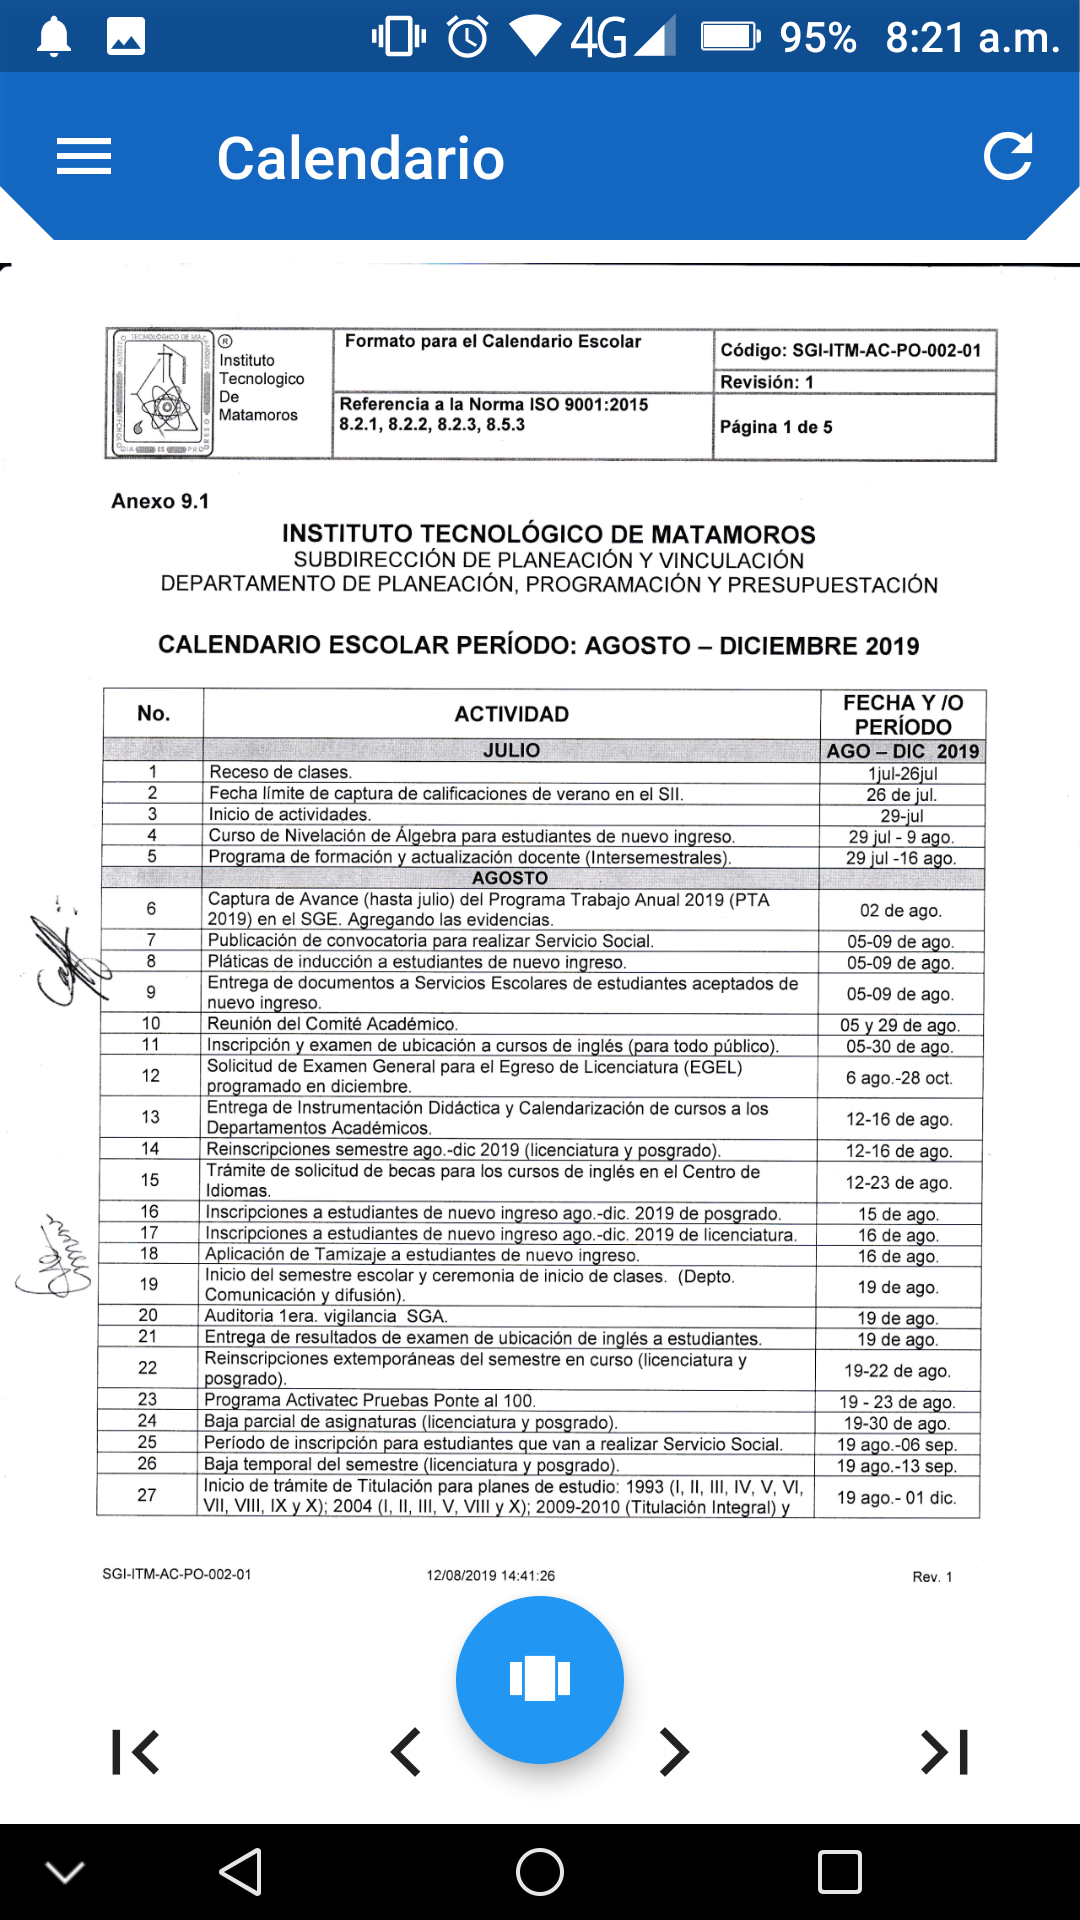 4G 95% 8:21 a.m.
Calendario
®
Instituto
Tecnologico
De
Matamoros
Formato para el Calendario Escolar
Referencia a la Norma ISO 9001:2015
8.2.1, 8.2.2, 8.2.3, 8.5.3
Código: SGI-ITM-AC-PO-002-01
Revisión: 1
Página 1 de 5
Anexo 9.1
INSTITUTO TECNOLÓGICO DE MATAMOROS
SUBDIRECCIÓN DE PLANEACIÓN Y VINCULACIÓN
DEPARTAMENTO DE PLANEACIÓN, PROGRAMACIÓN Y PRESUPUESTACIÓN
CALENDARIO ESCOLAR PERÍODO: AGOSTO – DICIEMBRE 2019
No. ACTIVIDAD FECHA Y /O
PERÍODO
JULIO AGO – DIC 2019
1 Receso de clases. 1jul-26jul
2 Fecha límite de captura de calificaciones de verano en el SII. 26 de jul.
3 Inicio de actividades. 29-jul
4 Curso de Nivelación de Álgebra para estudiantes de nuevo ingreso. 29 jul - 9 ago.
5 Programa de formación y actualización docente (Intersemestrales). 29 jul -16 ago.
AGOSTO
6 Captura de Avance (hasta julio) del Programa Trabajo Anual 2019 (PTA
2019) en el SGE. Agregando las evidencias. 02 de ago.
7 Publicación de convocatoria para realizar Servicio Social. 05-09 de ago.
8 Pláticas de inducción a estudiantes de nuevo ingreso. 05-09 de ago.
9 Entrega de documentos a Servicios Escolares de estudiantes aceptados de
nuevo ingreso. 05-09 de ago.
10 Reunión del Comité Académico. 05 y 29 de ago.
11 Inscripción y examen de ubicación a cursos de inglés (para todo público). 05-30 de ago.
12 Solicitud de Examen General para el Egreso de Licenciatura (EGEL)
programado en diciembre. 6 ago.-28 oct.
13 Entrega de Instrumentación Didáctica y Calendarización de cursos a los
Departamentos Académicos. 12-16 de ago.
14 Reinscripciones semestre ago.-dic 2019 (licenciatura y posgrado). 12-16 de ago.
15 Trámite de solicitud de becas para los cursos de inglés en el Centro de
Idiomas. 12-23 de ago.
16 Inscripciones a estudiantes de nuevo ingreso ago.-dic. 2019 de posgrado. 15 de ago.
17 Inscripciones a estudiantes de nuevo ingreso ago.-dic. 2019 de licenciatura. 16 de ago.
18 Aplicación de Tamizaje a estudiantes de nuevo ingreso. 16 de ago.
19 Inicio del semestre escolar y ceremonia de inicio de clases. (Depto.
Comunicación y difusión). 19 de ago.
20 Auditoria 1era. vigilancia SGA. 19 de ago.
21 Entrega de resultados de examen de ubicación de inglés a estudiantes. 19 de ago.
22 Reinscripciones extemporáneas del semestre en curso (licenciatura y
posgrado). 19-22 de ago.
23 Programa Activatec Pruebas Ponte al 100. 19 - 23 de ago.
24 Baja parcial de asignaturas (licenciatura y posgrado). 19-30 de ago.
25 Período de inscripción para estudiantes que van a realizar Servicio Social. 19 ago.-06 sep.
26 Baja temporal del semestre (licenciatura y posgrado). 19 ago.-13 sep.
27 Inicio de trámite de Titulación para planes de estudio: 1993 (I, II, III, IV, V, VI,
VII, VIII, IX y X); 2004 (I, II, III, V, VIII y X); 2009-2010 (Titulación Integral) y 19 ago.- 01 dic.
SGI-ITM-AC-PO-002-01 12/08/2019 14:41:26 Rev. 1